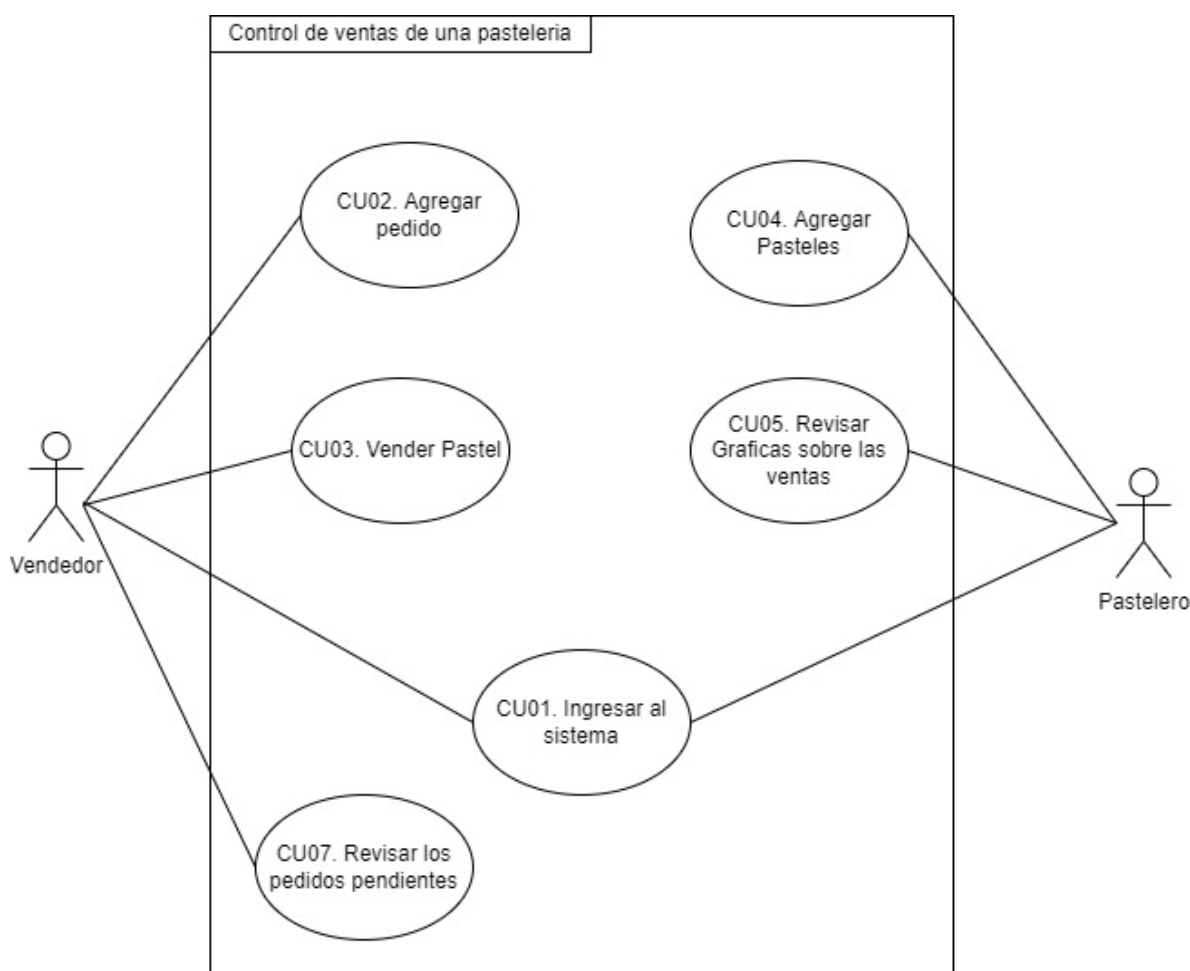 Control de ventas de una pasteleria
CU02. Agregar
pedido
CU04. Agregar
Pasteles
CU03. Vender Pastel
CU05. Revisar
Graficas sobre las
ventas
Vendedor
Pastelero
CU01. Ingresar al
sistema
CU07. Revisar los
pedidos pendientes